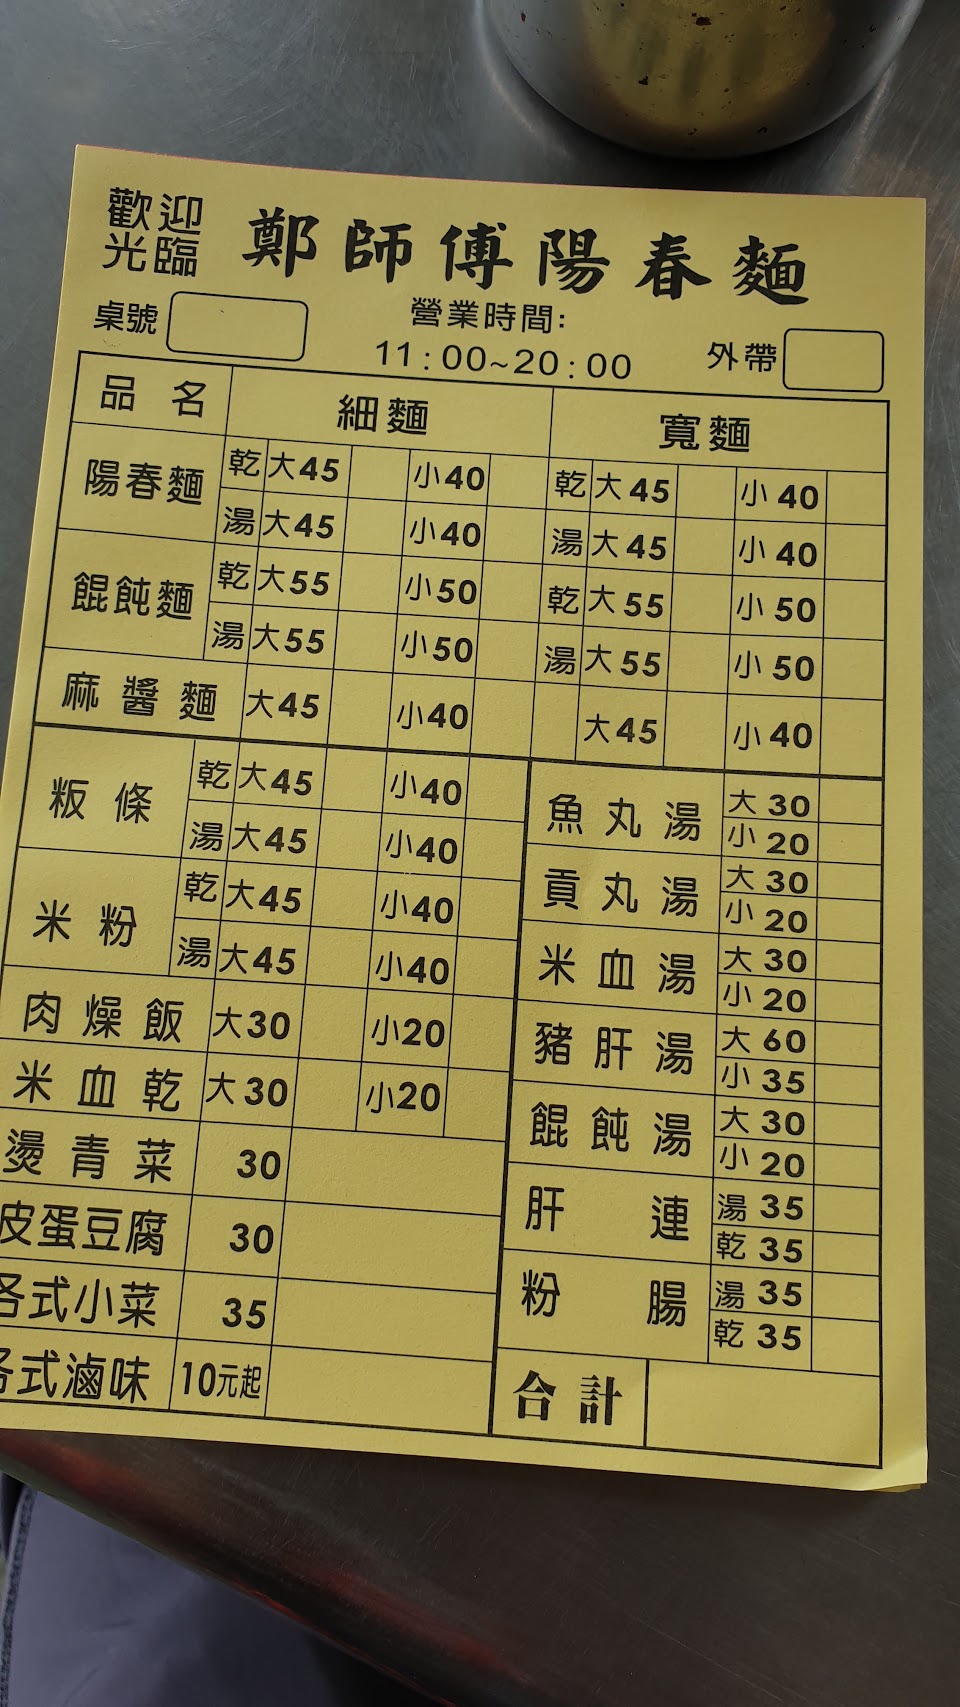 歡迎光臨
鄭師傅陽春麵
營業時間:
桌號
11:00~20:00
外帶
品名 細麵 寬麵
陽春麵 乾 大45 小40 乾 大45 小40
湯 大45 小40 湯 大45 小40
餛飩麵 乾 大55 小50 乾 大55 小50
湯 大55 小50 湯 大55 小50
麻醬麵 大45 小40 大45 小40
粄條 乾 大45 小40
湯 大45 小40
米粉 乾 大45 小40
湯 大45 小40
肉燥飯 大30 小20
米血乾 大30 小20
燙青菜 30
皮蛋豆腐 30
各式小菜 35
各式滷味 10元起
魚丸湯 大30
小20
貢丸湯 大30
小20
米血湯 大30
小20
豬肝湯 大60
小35
餛飩湯 大30
小20
肝連 湯35
乾35
粉腸 湯35
乾35
合計